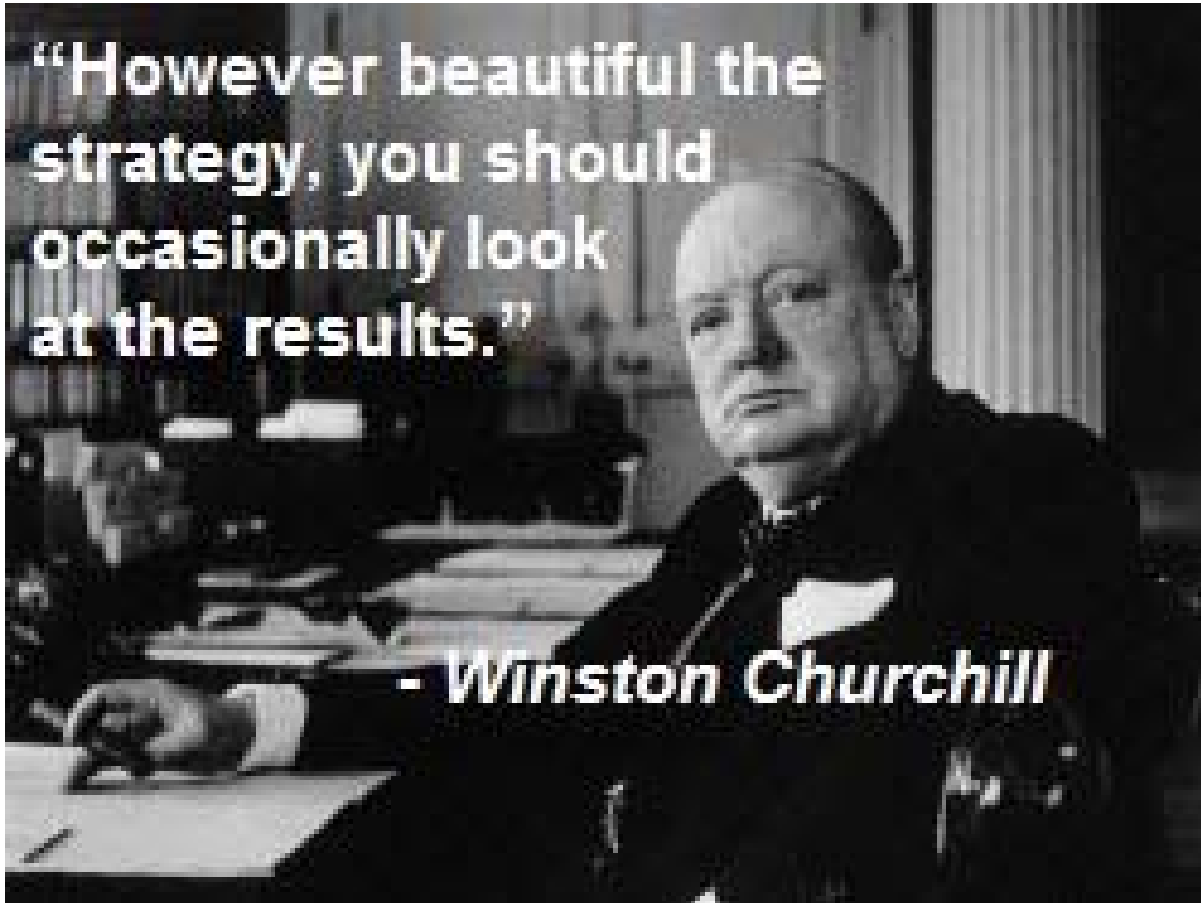 “However beautiful the
strategy, you should
occasionally look
at the results.”
- Winston Churchill